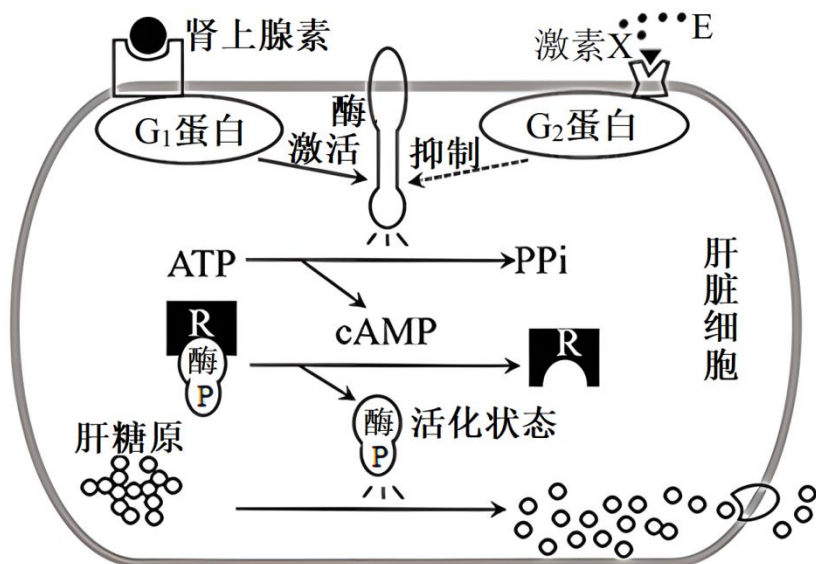 肾上腺素
激素X
E
G₁蛋白
酶
G₂蛋白
激活
抑制
ATP
PPi
cAMP
R
酶
P
R
酶
P
活化状态
肝糖原
肝脏细胞